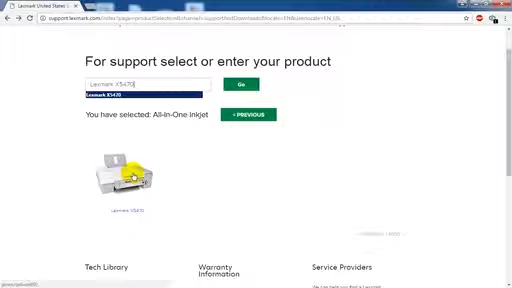 Lexmark United States
support.lexmark.com/index?page=productSelection&channel=supportAndDownloads&locale=EN&userlocale=EN_US
For support select or enter your product
Lexmark X5470
Go
Lexmark X5470
You have selected: All-In-One Inkjet
< PREVIOUS
Lexmark X5470
Tech Library
Warranty Information
Service Providers